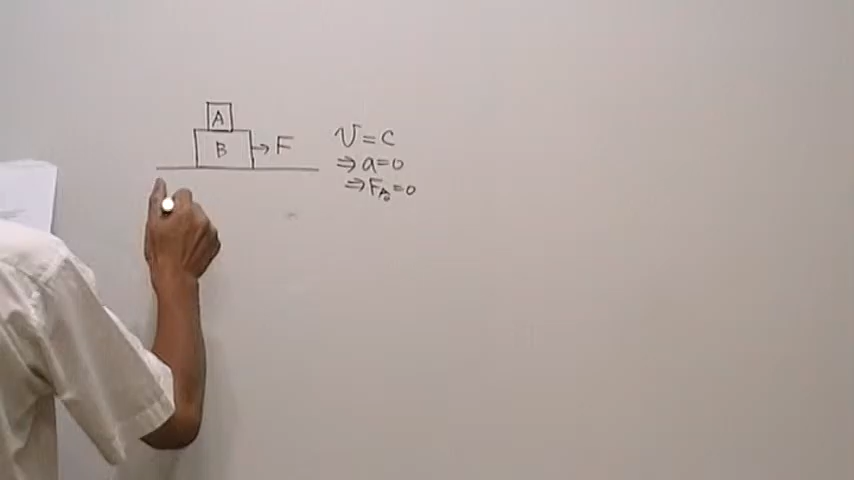 A
B → F
v = c
⇒ a = 0
⇒ F_A = 0